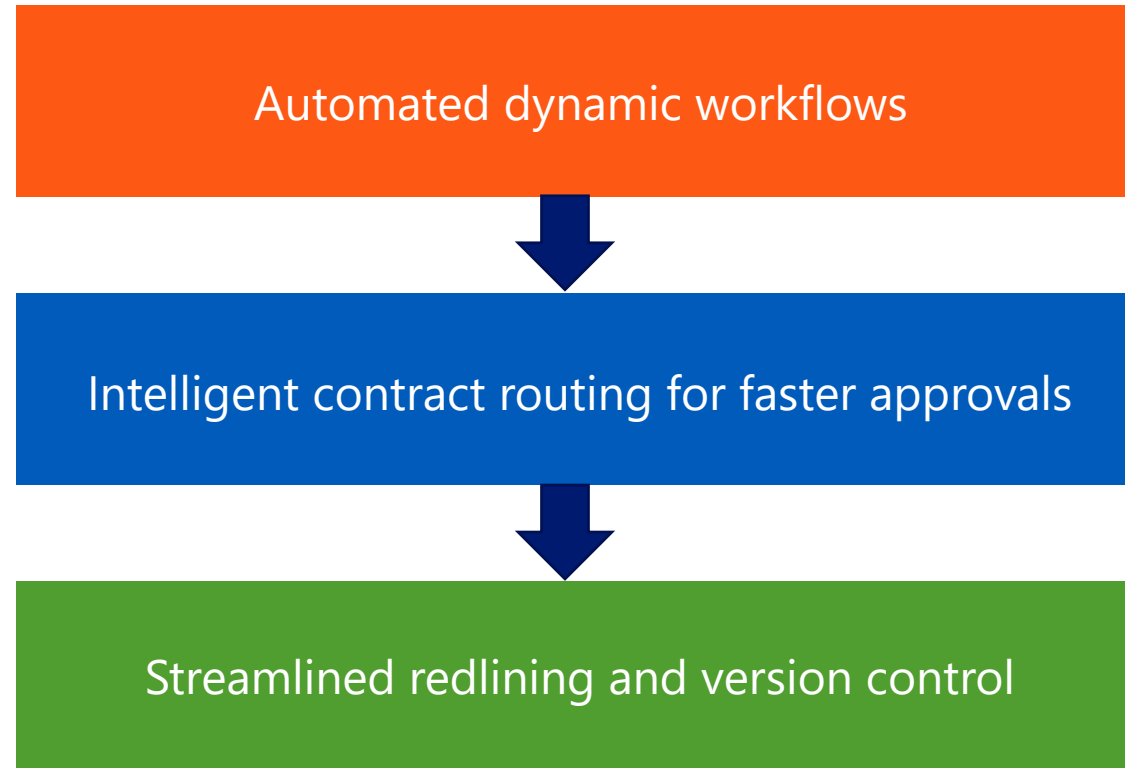 Automated dynamic workflows
Intelligent contract routing for faster approvals
Streamlined redlining and version control